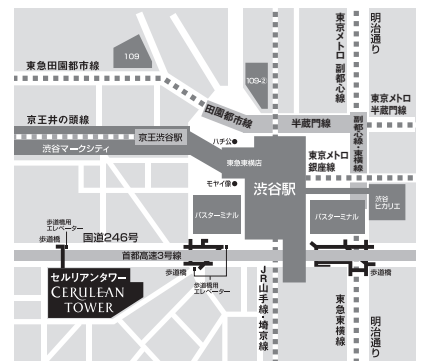 109
東急田園都市線
109-2
田園都市線
東京メトロ 副都心線
明治通り
東京メトロ
半蔵門線
半蔵門線
副都心線・東横線
京王井の頭線
京王渋谷駅
渋谷マークシティ
ハチ公
東急東横店
モヤイ像
渋谷駅
東京メトロ
銀座線
渋谷
ヒカリエ
バスターミナル
バスターミナル
歩道橋用
エレベーター
歩道橋
国道246号
首都高速3号線
歩道橋
歩道橋用
エレベーター
歩道橋
セルリアンタワー
CERULEAN
TOWER
JR山手線・埼京線
東急東横線
明治通り